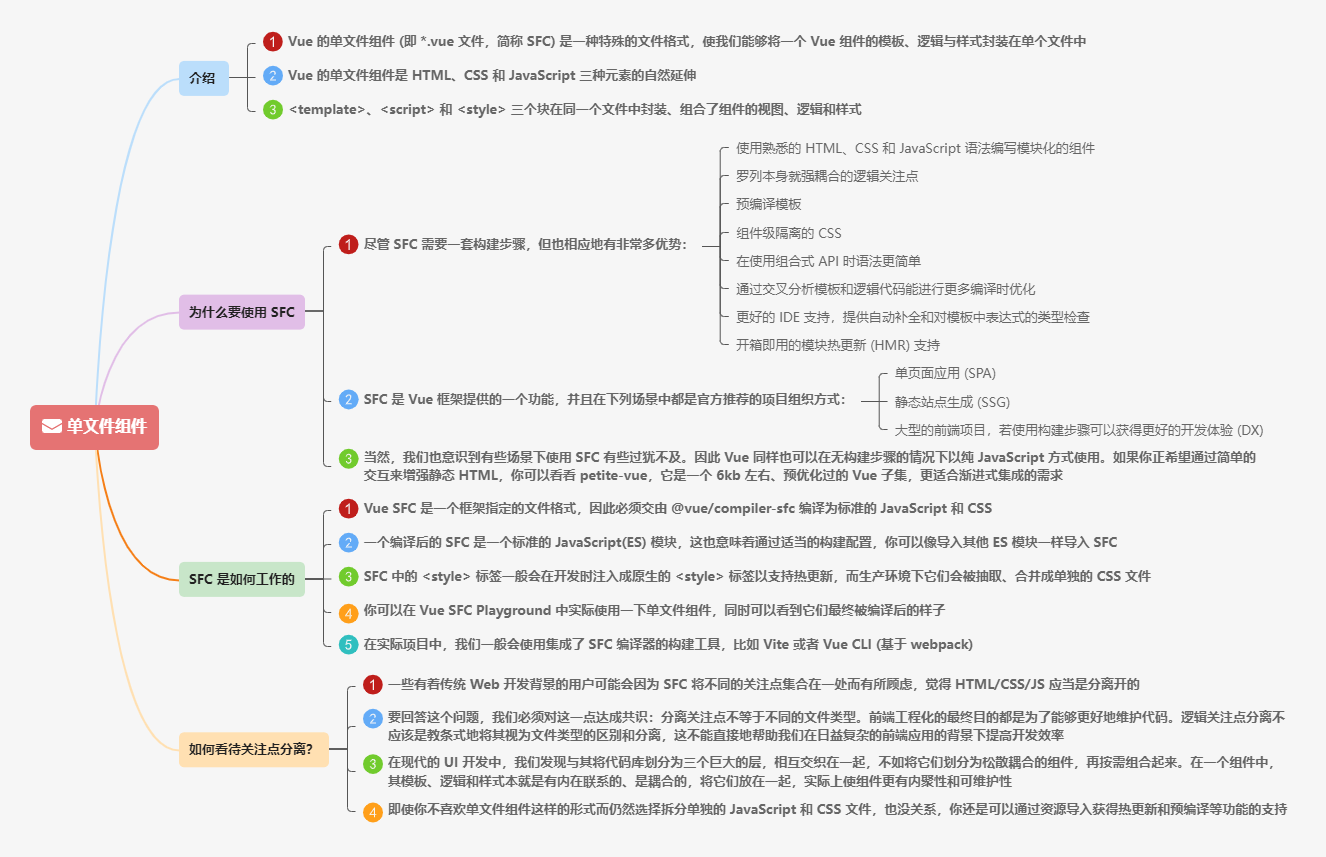 单文件组件
介绍
1 Vue 的单文件组件 (即 *.vue 文件，简称 SFC) 是一种特殊的文件格式，使我们能够将一个 Vue 组件的模板、逻辑与样式封装在单个文件中
2 Vue 的单文件组件是 HTML、CSS 和 JavaScript 三种元素的自然延伸
3 <template>、<script> 和 <style> 三个块在同一个文件中封装、组合了组件的视图、逻辑和样式
为什么要使用 SFC
1 尽管 SFC 需要一套构建步骤，但也相应地有非常多优势：
使用熟悉的 HTML、CSS 和 JavaScript 语法编写模块化的组件
罗列本身就强耦合的逻辑关注点
预编译模板
组件级隔离的 CSS
在使用组合式 API 时语法更简单
通过交叉分析模板和逻辑代码能进行更多编译时优化
更好的 IDE 支持，提供自动补全和对模板中表达式的类型检查
开箱即用的模块热更新 (HMR) 支持
2 SFC 是 Vue 框架提供的一个功能，并且在下列场景中都是官方推荐的项目组织方式：
单页面应用 (SPA)
静态站点生成 (SSG)
大型的前端项目，若使用构建步骤可以获得更好的开发体验 (DX)
3 当然，我们也意识到有些场景下使用 SFC 有些过犹不及。因此 Vue 同样也可以在无构建步骤的情况下以纯 JavaScript 方式使用。如果你正希望通过简单的
交互来增强静态 HTML，你可以看看 petite-vue，它是一个 6kb 左右、预优化过的 Vue 子集，更适合渐进式集成的需求
SFC 是如何工作的
1 Vue SFC 是一个框架指定的文件格式，因此必须交由 @vue/compiler-sfc 编译为标准的 JavaScript 和 CSS
2 一个编译后的 SFC 是一个标准的 JavaScript(ES) 模块，这也意味着通过适当的构建配置，你可以像导入其他 ES 模块一样导入 SFC
3 SFC 中的 <style> 标签一般会在开发时注入成原生的 <style> 标签以支持热更新，而生产环境下它们会被抽取、合并成单独的 CSS 文件
4 你可以在 Vue SFC Playground 中实际使用一下单文件组件，同时可以看到它们最终被编译后的样子
5 在实际项目中，我们一般会使用集成了 SFC 编译器的构建工具，比如 Vite 或者 Vue CLI (基于 webpack)
如何看待关注点分离？
1 一些有着传统 Web 开发背景的用户可能会因为 SFC 将不同的关注点集合在一处而有所顾虑，觉得 HTML/CSS/JS 应当是分离开的
2 要回答这个问题，我们必须对这一点达成共识：分离关注点不等于不同的文件类型。前端工程化的最终目的都是为了能够更好地维护代码。逻辑关注点分离不
应该是教条式地将其视为文件类型的区别和分离，这不能直接地帮助我们在日益复杂的前端应用的背景下提高开发效率
3 在现代的 UI 开发中，我们发现与其将代码库划分为三个巨大的层，相互交织在一起，不如将它们划分为松散耦合的组件，再按需组合起来。在一个组件中，
其模板、逻辑和样式本就是有内在联系的、是耦合的，将它们放在一起，实际上使组件更有内聚性和可维护性
4 即使你不喜欢单文件组件这样的形式而仍然选择拆分单独的 JavaScript 和 CSS 文件，也没关系，你还是可以通过资源导入获得热更新和预编译等功能的支持